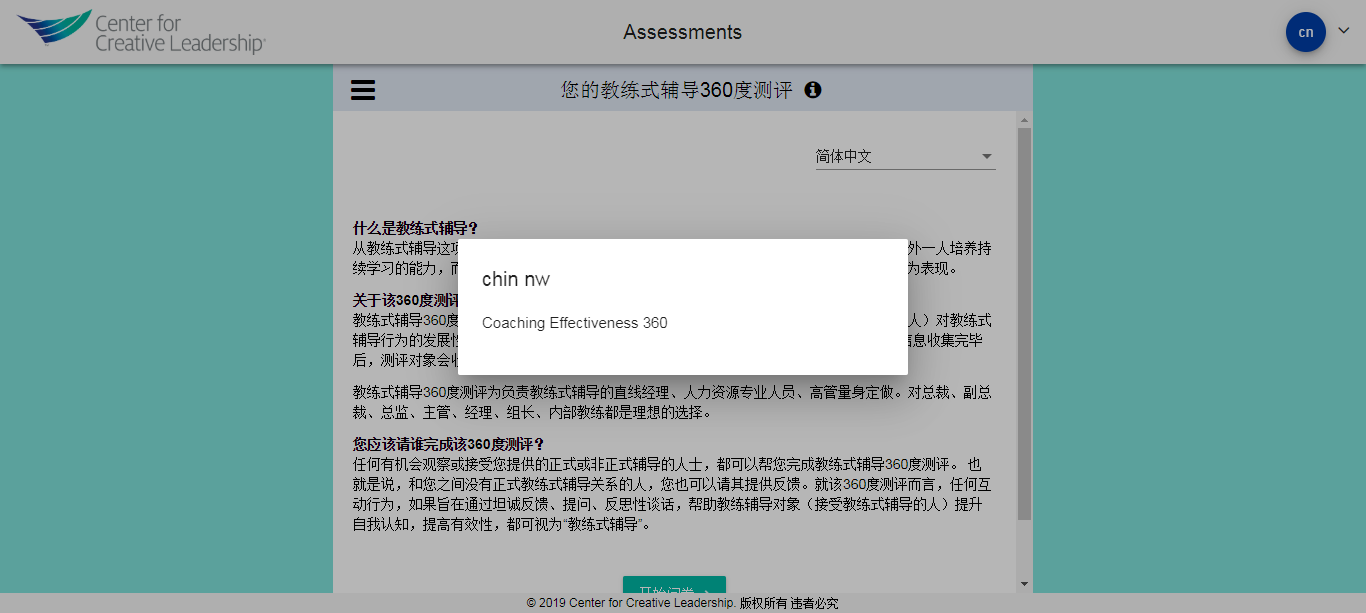 Center for
Creative Leadership
Assessments
cn
您的教练式辅导360度测评
简体中文
什么是教练式辅导?
从教练式辅导这 外一人培养持
续学习的能力, 为表现。
chin nw
Coaching Effectiveness 360
关于该360度测评
教练式辅导360度 人)对教练式
辅导行为的发展 信息收集完毕
后,测评对象会
教练式辅导360度测评为负责教练式辅导的直线经理、人力资源专业人员、高管量身定做。对总裁、副总
裁、总监、主管、经理、组长、内部教练都是理想的选择。
您应该请谁完成该360度测评?
任何有机会观察或接受您提供的正式或非正式辅导的人士,都可以帮您完成教练式辅导360度测评。 也
就是说,和您之间没有正式教练式辅导关系的人,您也可以请其提供反馈。就该360度测评而言,任何互
动行为,如果旨在通过坦诚反馈、提问、反思性谈话,帮助教练辅导对象(接受教练式辅导的人)提升
自我认知,提高有效性,都可视为“教练式辅导”。
开始问卷
© 2019 Center for Creative Leadership. 版权所有 违者必究